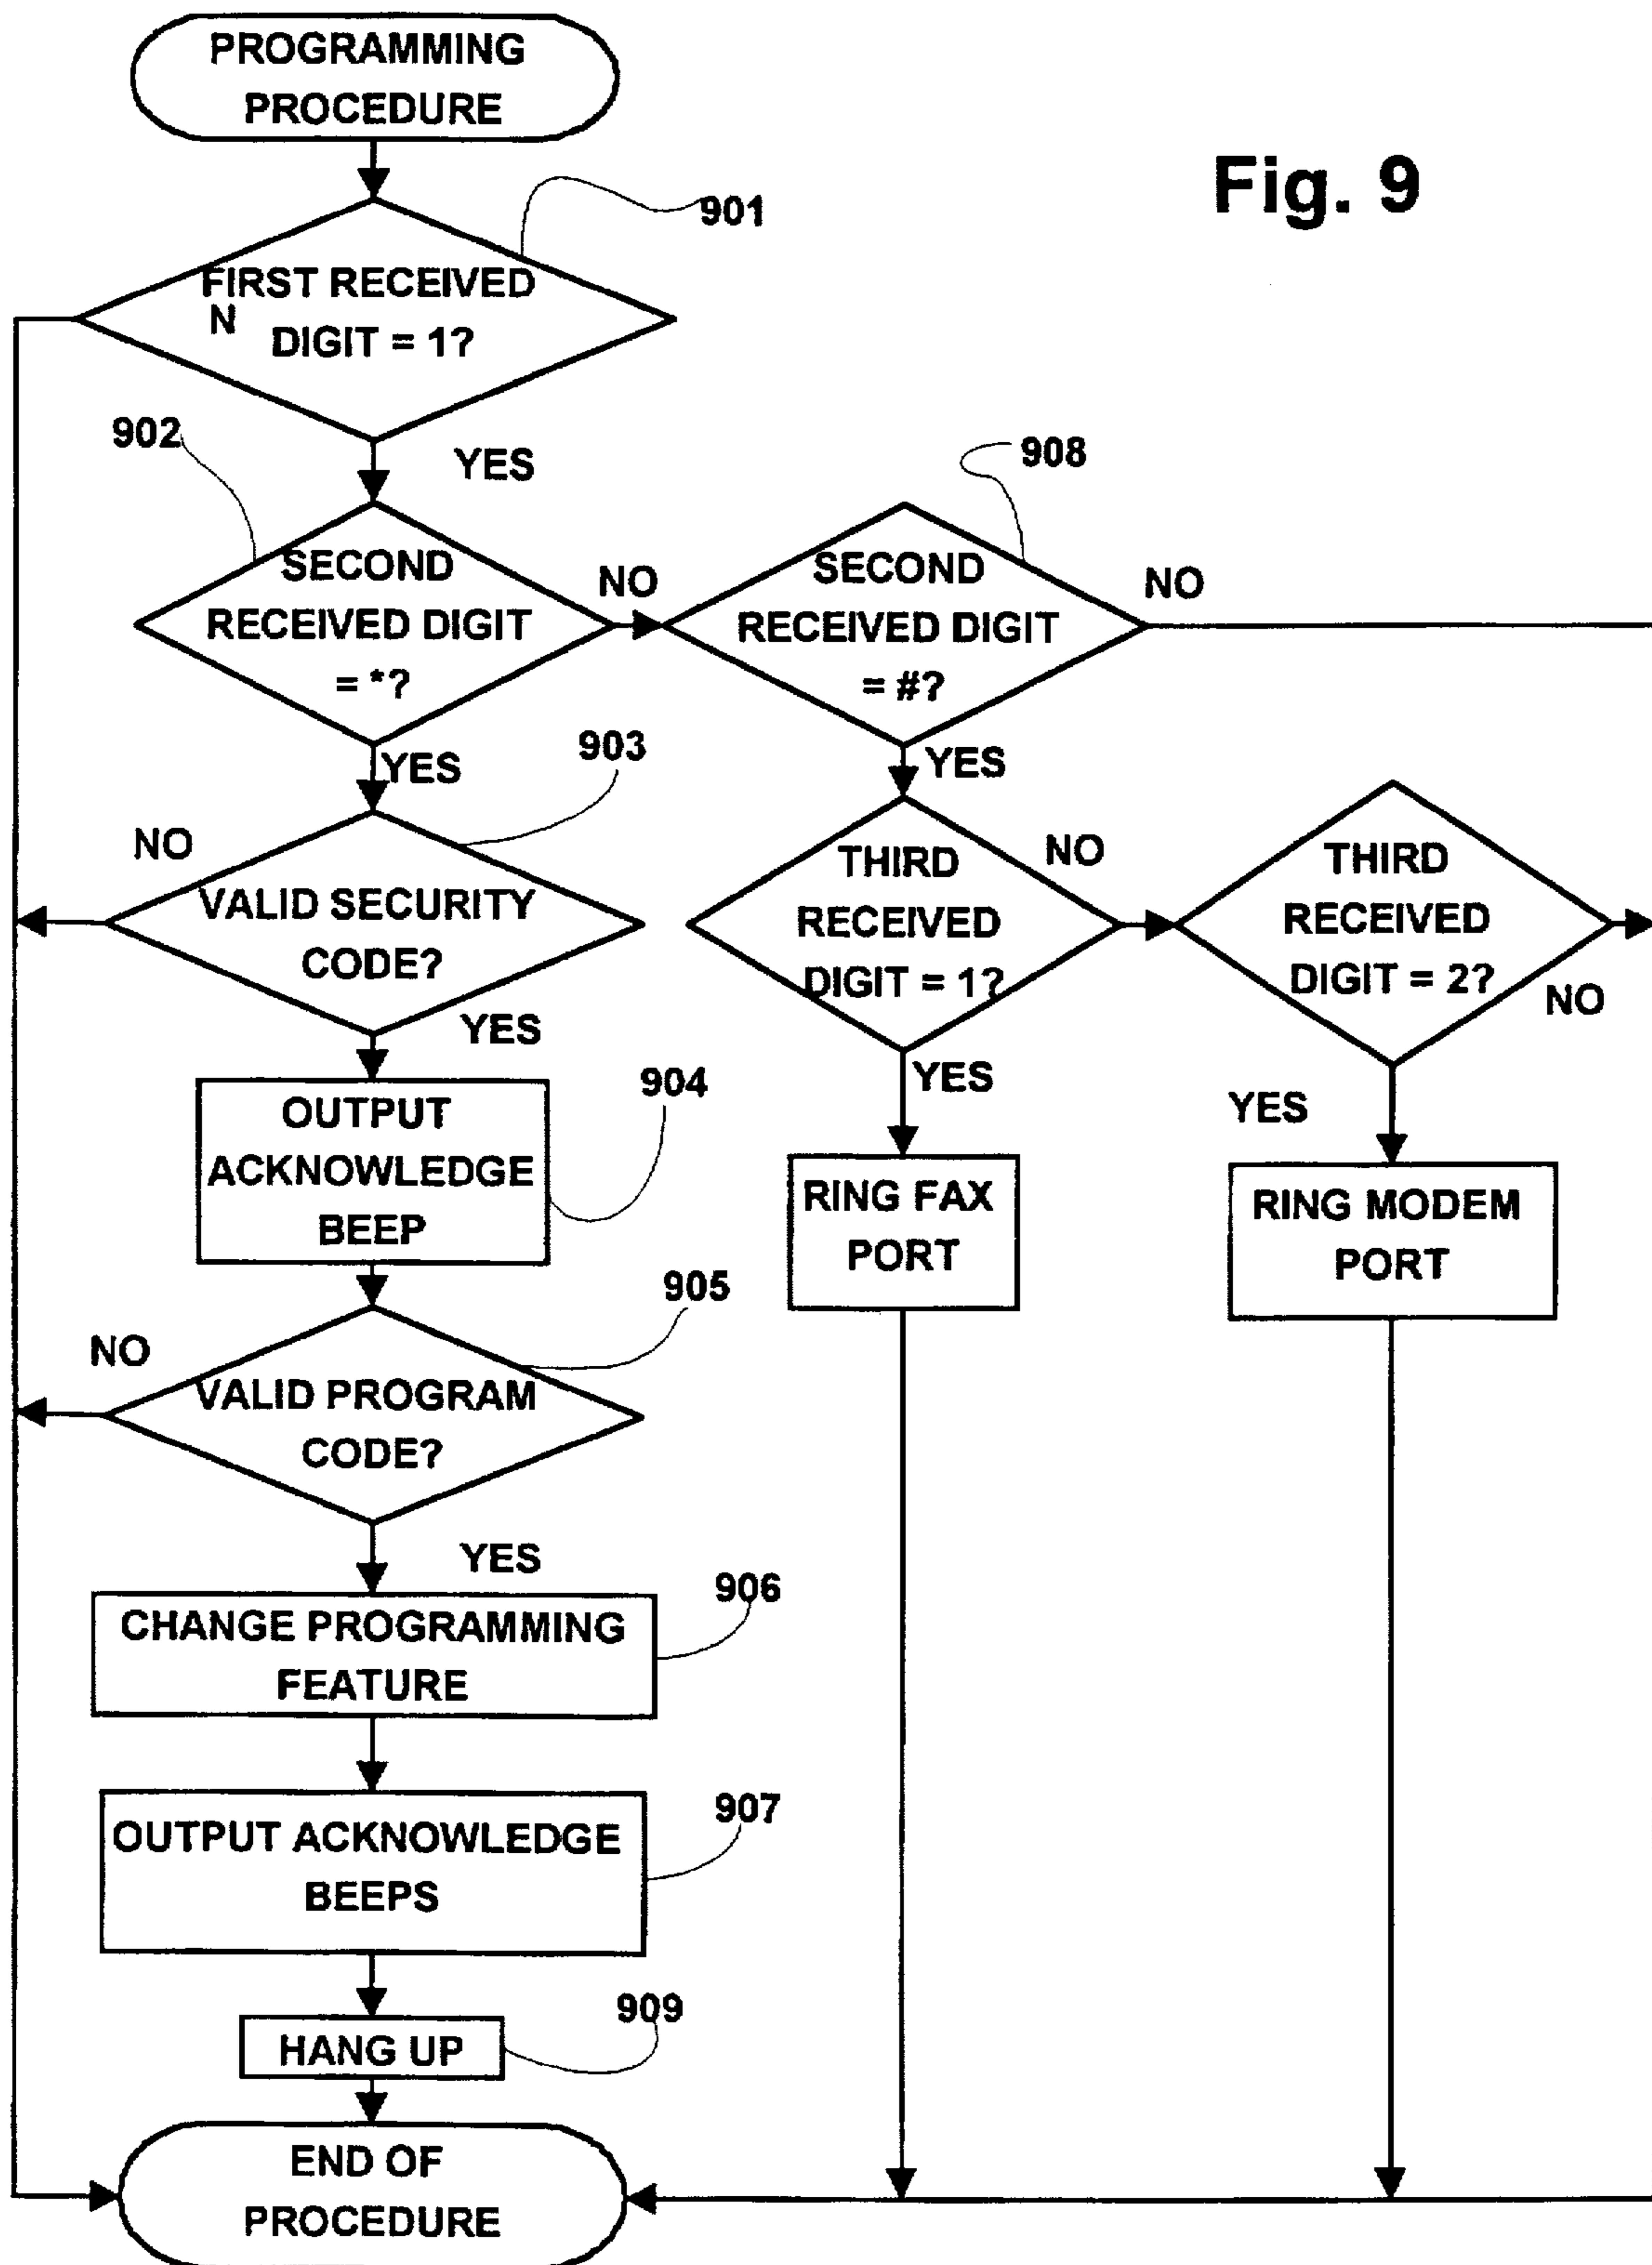 PROGRAMMING
PROCEDURE
Fig. 9
901
FIRST RECEIVED
N
DIGIT = 1?
YES
902
SECOND
RECEIVED DIGIT
= *?
NO
908
SECOND
RECEIVED DIGIT
= #?
NO
YES
903
NO
VALID SECURITY
CODE?
YES
THIRD
RECEIVED
DIGIT = 1?
NO
THIRD
RECEIVED
DIGIT = 2?
NO
YES
904
OUTPUT
ACKNOWLEDGE
BEEP
YES
RING FAX
PORT
YES
RING MODEM
PORT
905
NO
VALID PROGRAM
CODE?
YES
906
CHANGE PROGRAMMING
FEATURE
907
OUTPUT ACKNOWLEDGE
BEEPS
909
HANG UP
END OF
PROCEDURE